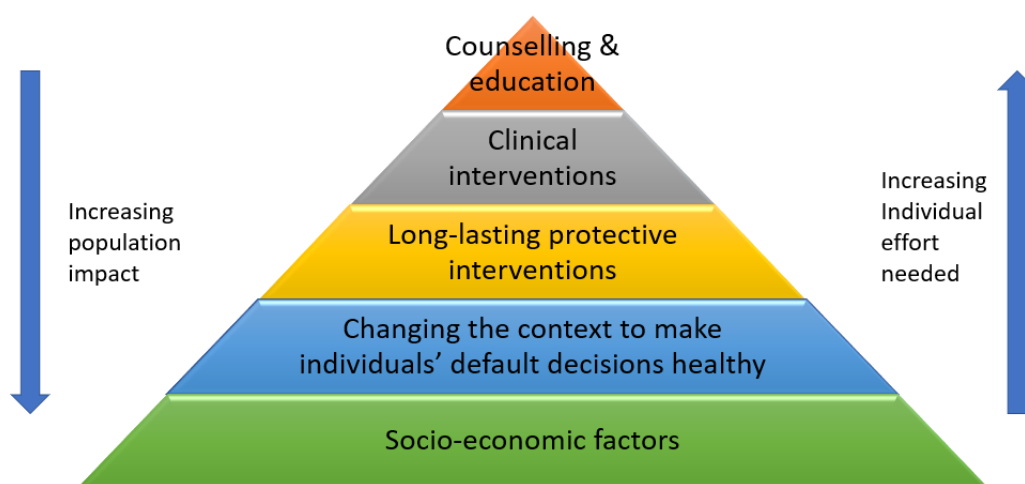 Counselling &
education
Clinical
interventions
Long-lasting protective
interventions
Changing the context to make
individuals’ default decisions healthy
Socio-economic factors
Increasing
population
impact
Increasing
Individual
effort
needed